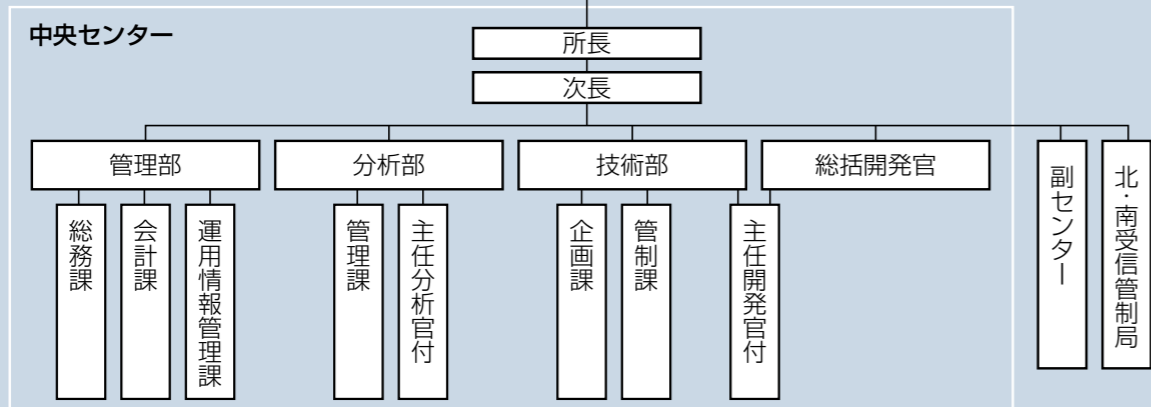 中央センター
所長
次長
管理部
分析部
技術部
総括開発官
総務課
会計課
運用情報管理課
管理課
主任分析官付
企画課
管制課
主任開発官付
副センター
北・南受信管制局